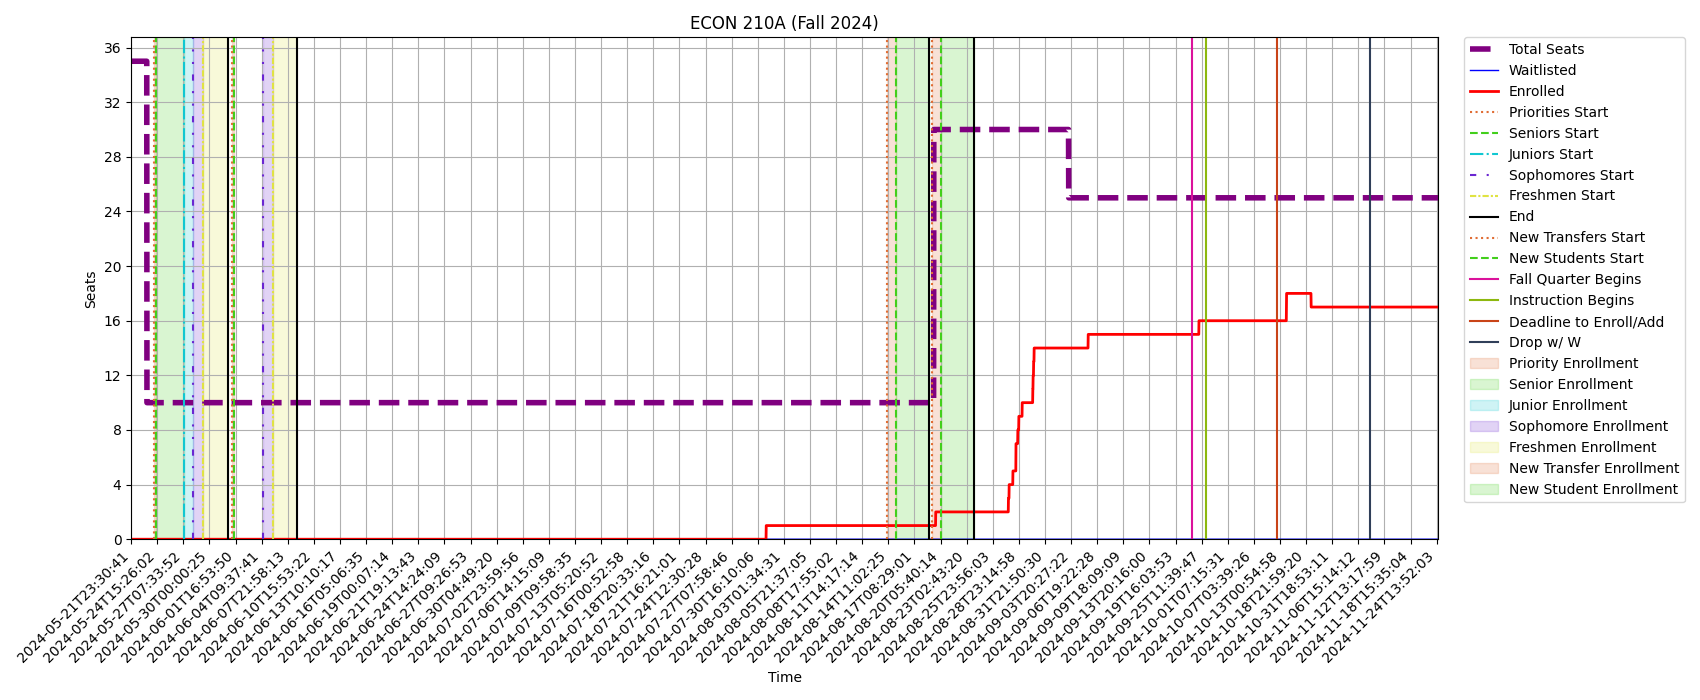 ECON 210A (Fall 2024)
36
32
28
24
20
16
12
8
4
0
Seats
2024-05-21T23:30:41
2024-05-24T15:26:02
2024-05-27T07:33:52
2024-05-30T00:00:25
2024-06-01T16:53:50
2024-06-04T09:37:41
2024-06-07T21:58:13
2024-06-10T15:53:22
2024-06-13T10:10:17
2024-06-16T05:06:35
2024-06-19T00:07:14
2024-06-21T19:13:43
2024-06-24T14:24:09
2024-06-27T09:26:53
2024-06-30T04:49:20
2024-07-02T23:59:56
2024-07-06T14:15:09
2024-07-09T09:58:35
2024-07-13T05:20:52
2024-07-16T00:52:58
2024-07-18T20:33:16
2024-07-21T16:21:01
2024-07-24T12:30:28
2024-07-27T07:58:46
2024-07-30T16:10:06
2024-08-03T01:34:31
2024-08-05T21:37:05
2024-08-08T17:55:02
2024-08-11T14:17:14
2024-08-14T11:02:25
2024-08-17T08:29:01
2024-08-20T05:40:14
2024-08-23T02:43:20
2024-08-25T23:56:03
2024-08-28T23:14:58
2024-08-31T21:50:30
2024-09-03T20:27:22
2024-09-06T19:22:28
2024-09-09T18:09:09
2024-09-13T20:16:00
2024-09-19T16:03:53
2024-09-25T11:39:47
2024-10-01T07:15:31
2024-10-07T03:39:26
2024-10-13T00:54:58
2024-10-18T21:59:20
2024-10-31T18:53:11
2024-11-06T15:14:12
2024-11-12T13:17:59
2024-11-18T15:35:04
2024-11-24T13:52:03
Time
Total Seats
Waitlisted
Enrolled
Priorities Start
Seniors Start
Juniors Start
Sophomores Start
Freshmen Start
End
New Transfers Start
New Students Start
Fall Quarter Begins
Instruction Begins
Deadline to Enroll/Add
Drop w/ W
Priority Enrollment
Senior Enrollment
Junior Enrollment
Sophomore Enrollment
Freshmen Enrollment
New Transfer Enrollment
New Student Enrollment